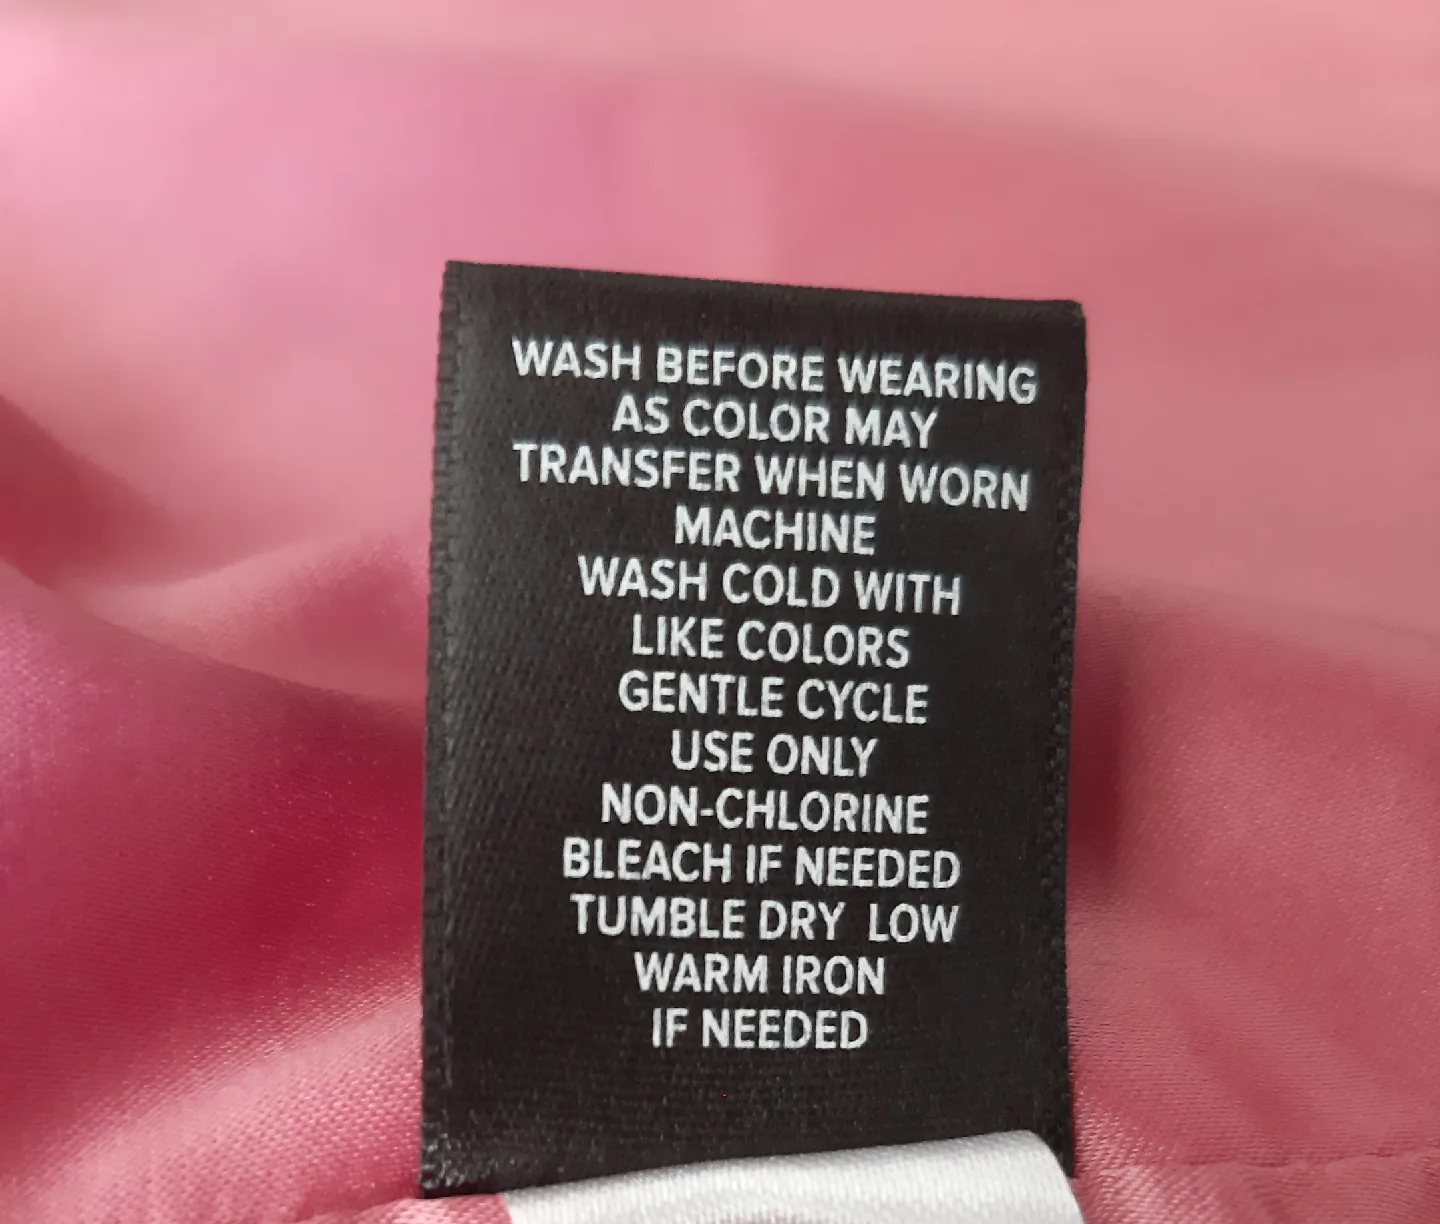 WASH BEFORE WEARING
AS COLOR MAY
TRANSFER WHEN WORN
MACHINE
WASH COLD WITH
LIKE COLORS
GENTLE CYCLE
USE ONLY
NON-CHLORINE
BLEACH IF NEEDED
TUMBLE DRY LOW
WARM IRON
IF NEEDED